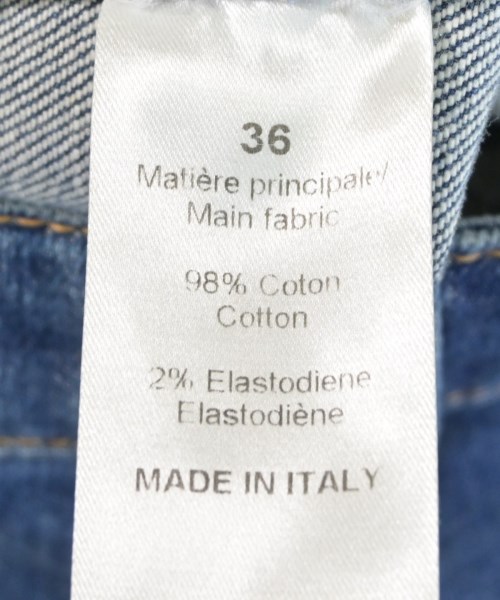 36
Matière principale/
Main fabric
98% Coton
Cotton
2% Elastodiene
Elastodiène
MADE IN ITALY